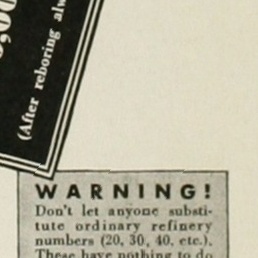 (After reboring alw
WARNING!
Don't let anyone substi-
tute ordinary refinery
numbers (20, 30, 40, etc.).
These have nothing to do